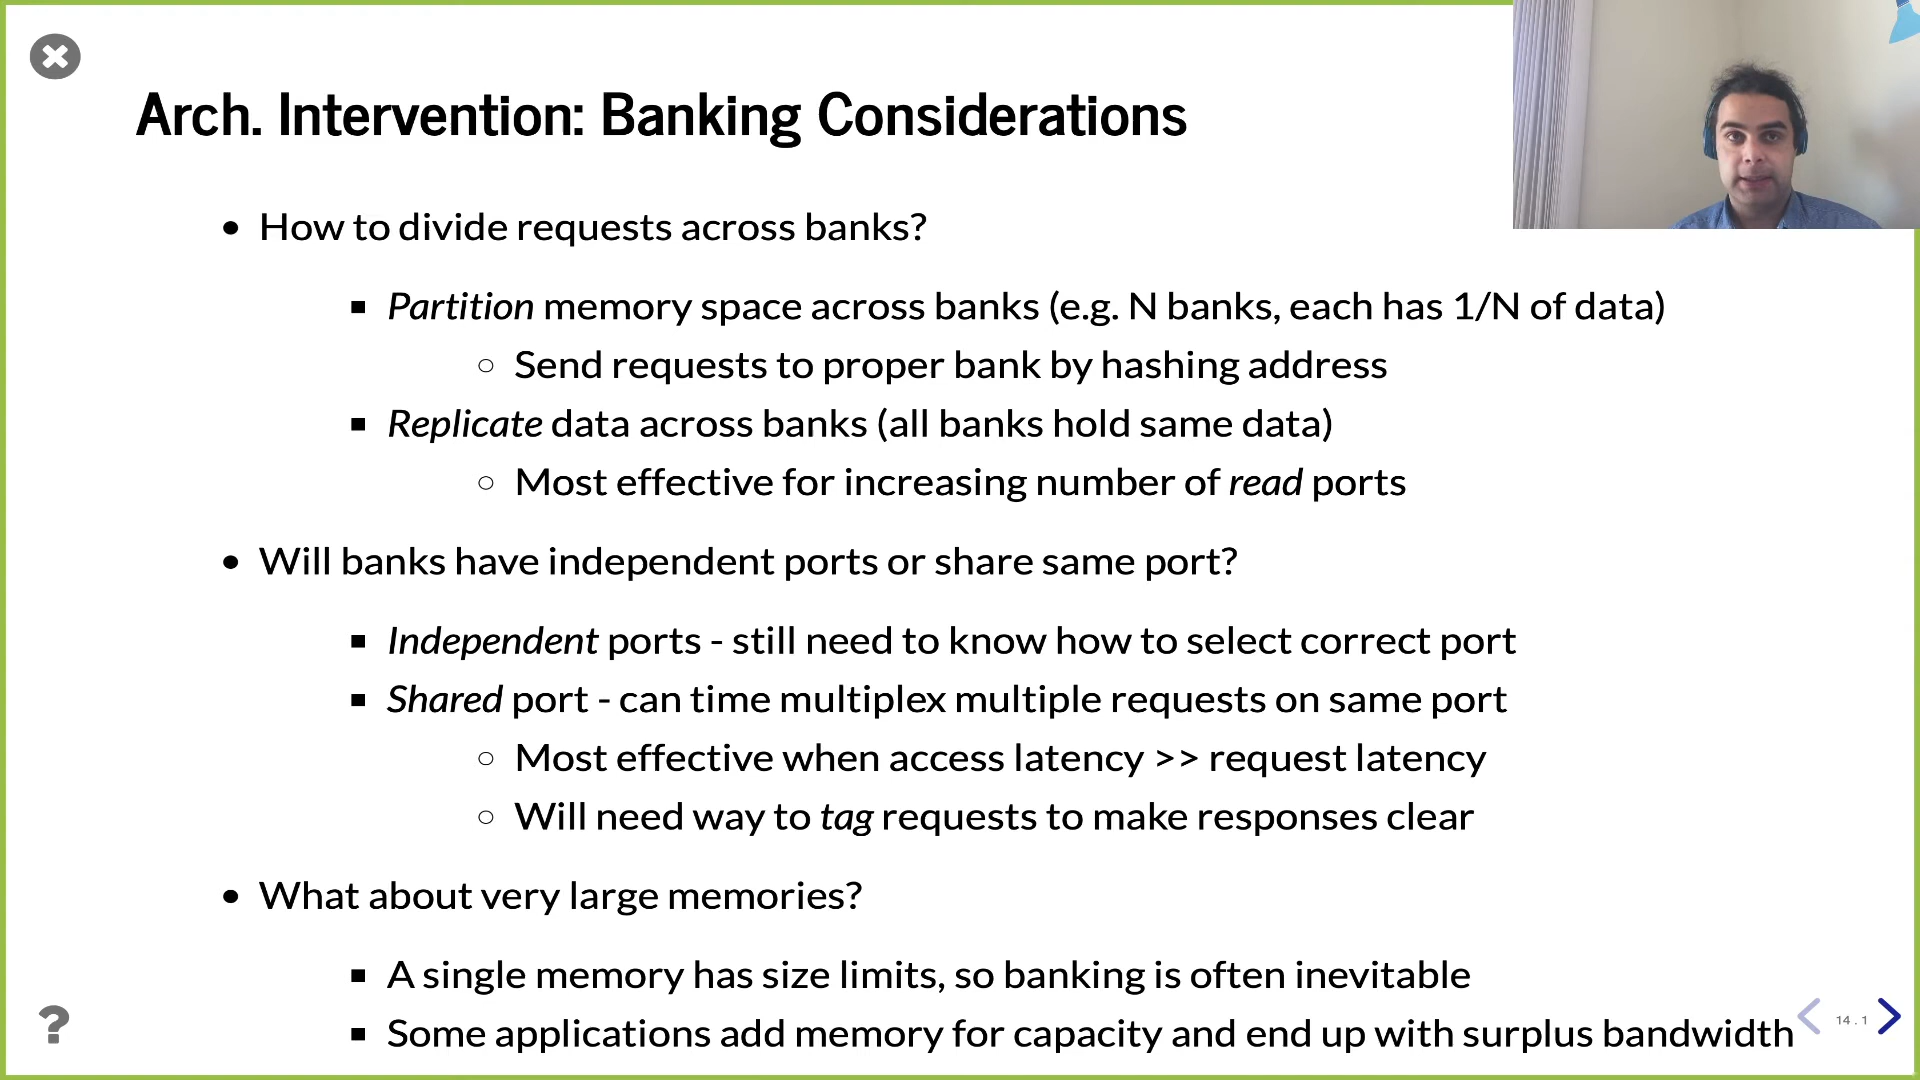 Arch. Intervention: Banking Considerations
• How to divide requests across banks?
▪ Partition memory space across banks (e.g. N banks, each has 1/N of data)
○ Send requests to proper bank by hashing address
▪ Replicate data across banks (all banks hold same data)
○ Most effective for increasing number of read ports
• Will banks have independent ports or share same port?
▪ Independent ports - still need to know how to select correct port
▪ Shared port - can time multiplex multiple requests on same port
○ Most effective when access latency >> request latency
○ Will need way to tag requests to make responses clear
• What about very large memories?
▪ A single memory has size limits, so banking is often inevitable
▪ Some applications add memory for capacity and end up with surplus bandwidth
?
14 . 1